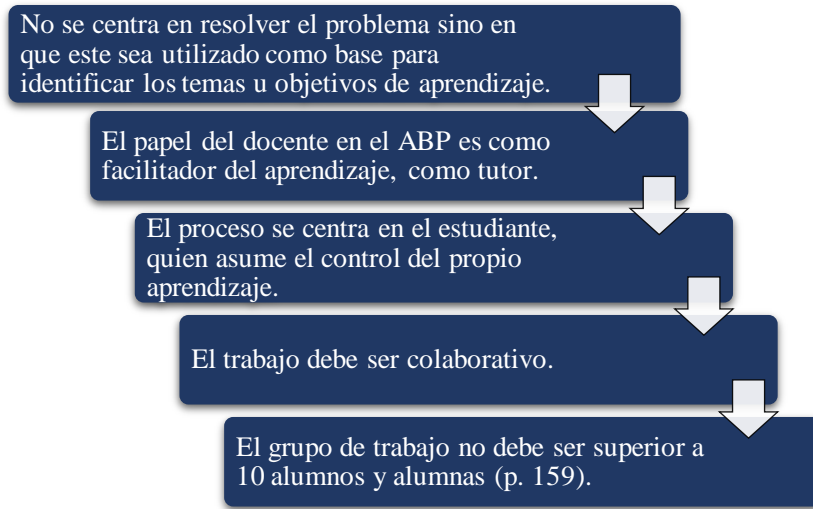 No se centra en resolver el problema sino en
que este sea utilizado como base para
identificar los temas u objetivos de aprendizaje.
El papel del docente en el ABP es como
facilitador del aprendizaje, como tutor.
El proceso se centra en el estudiante,
quien asume el control del propio
aprendizaje.
El trabajo debe ser colaborativo.
El grupo de trabajo no debe ser superior a
10 alumnos y alumnas (p. 159).